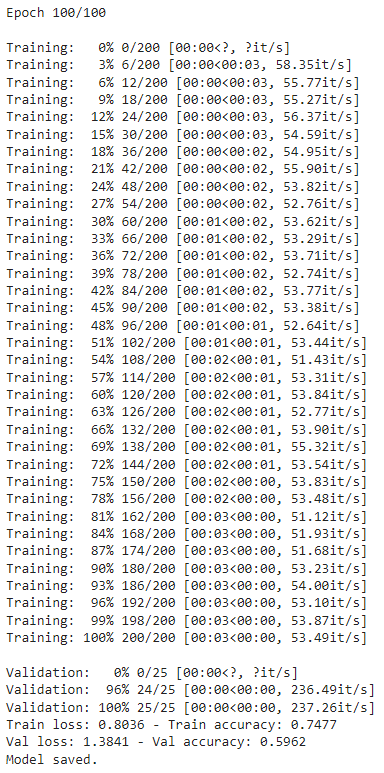 Epoch 100/100
Training:   0% 0/200 [00:00<?, ?it/s]
Training:   3% 6/200 [00:00<00:03, 58.35it/s]
Training:   6% 12/200 [00:00<00:03, 55.77it/s]
Training:   9% 18/200 [00:00<00:03, 55.27it/s]
Training:  12% 24/200 [00:00<00:03, 56.37it/s]
Training:  15% 30/200 [00:00<00:03, 54.59it/s]
Training:  18% 36/200 [00:00<00:02, 54.95it/s]
Training:  21% 42/200 [00:00<00:02, 55.90it/s]
Training:  24% 48/200 [00:00<00:02, 53.82it/s]
Training:  27% 54/200 [00:00<00:02, 52.76it/s]
Training:  30% 60/200 [00:01<00:02, 53.62it/s]
Training:  33% 66/200 [00:01<00:02, 53.29it/s]
Training:  36% 72/200 [00:01<00:02, 53.71it/s]
Training:  39% 78/200 [00:01<00:02, 52.74it/s]
Training:  42% 84/200 [00:01<00:02, 53.77it/s]
Training:  45% 90/200 [00:01<00:02, 53.38it/s]
Training:  48% 96/200 [00:01<00:01, 52.64it/s]
Training:  51% 102/200 [00:01<00:01, 53.44it/s]
Training:  54% 108/200 [00:02<00:01, 51.43it/s]
Training:  57% 114/200 [00:02<00:01, 53.31it/s]
Training:  60% 120/200 [00:02<00:01, 53.84it/s]
Training:  63% 126/200 [00:02<00:01, 52.77it/s]
Training:  66% 132/200 [00:02<00:01, 53.90it/s]
Training:  69% 138/200 [00:02<00:01, 55.32it/s]
Training:  72% 144/200 [00:02<00:01, 53.54it/s]
Training:  75% 150/200 [00:02<00:00, 53.83it/s]
Training:  78% 156/200 [00:02<00:00, 53.48it/s]
Training:  81% 162/200 [00:03<00:00, 51.12it/s]
Training:  84% 168/200 [00:03<00:00, 51.93it/s]
Training:  87% 174/200 [00:03<00:00, 51.68it/s]
Training:  90% 180/200 [00:03<00:00, 53.23it/s]
Training:  93% 186/200 [00:03<00:00, 54.00it/s]
Training:  96% 192/200 [00:03<00:00, 53.10it/s]
Training:  99% 198/200 [00:03<00:00, 53.87it/s]
Training: 100% 200/200 [00:03<00:00, 53.49it/s]
Validation:   0% 0/25 [00:00<?, ?it/s]
Validation:  96% 24/25 [00:00<00:00, 236.49it/s]
Validation: 100% 25/25 [00:00<00:00, 237.26it/s]
Train loss: 0.8036 - Train accuracy: 0.7477
Val loss: 1.3841 - Val accuracy: 0.5962
Model saved.